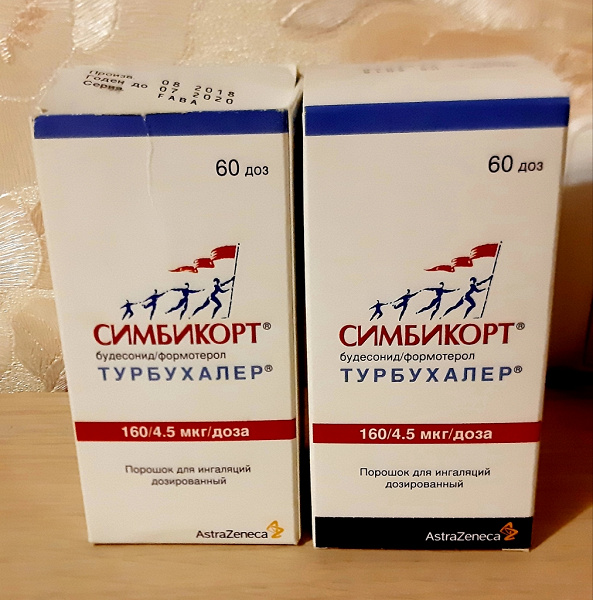 Произв. 08 2018
Годен до 07 2020
Серия FABA
60 доз
СИМБИКОРТ®
будесонид/формотерол
ТУРБУХАЛЕР®
160/4.5 мкг/доза
Порошок для ингаляций
дозированный
AstraZeneca
60 доз
СИМБИКОРТ®
будесонид/формотерол
ТУРБУХАЛЕР®
160/4.5 мкг/доза
Порошок для ингаляций
дозированный
AstraZeneca